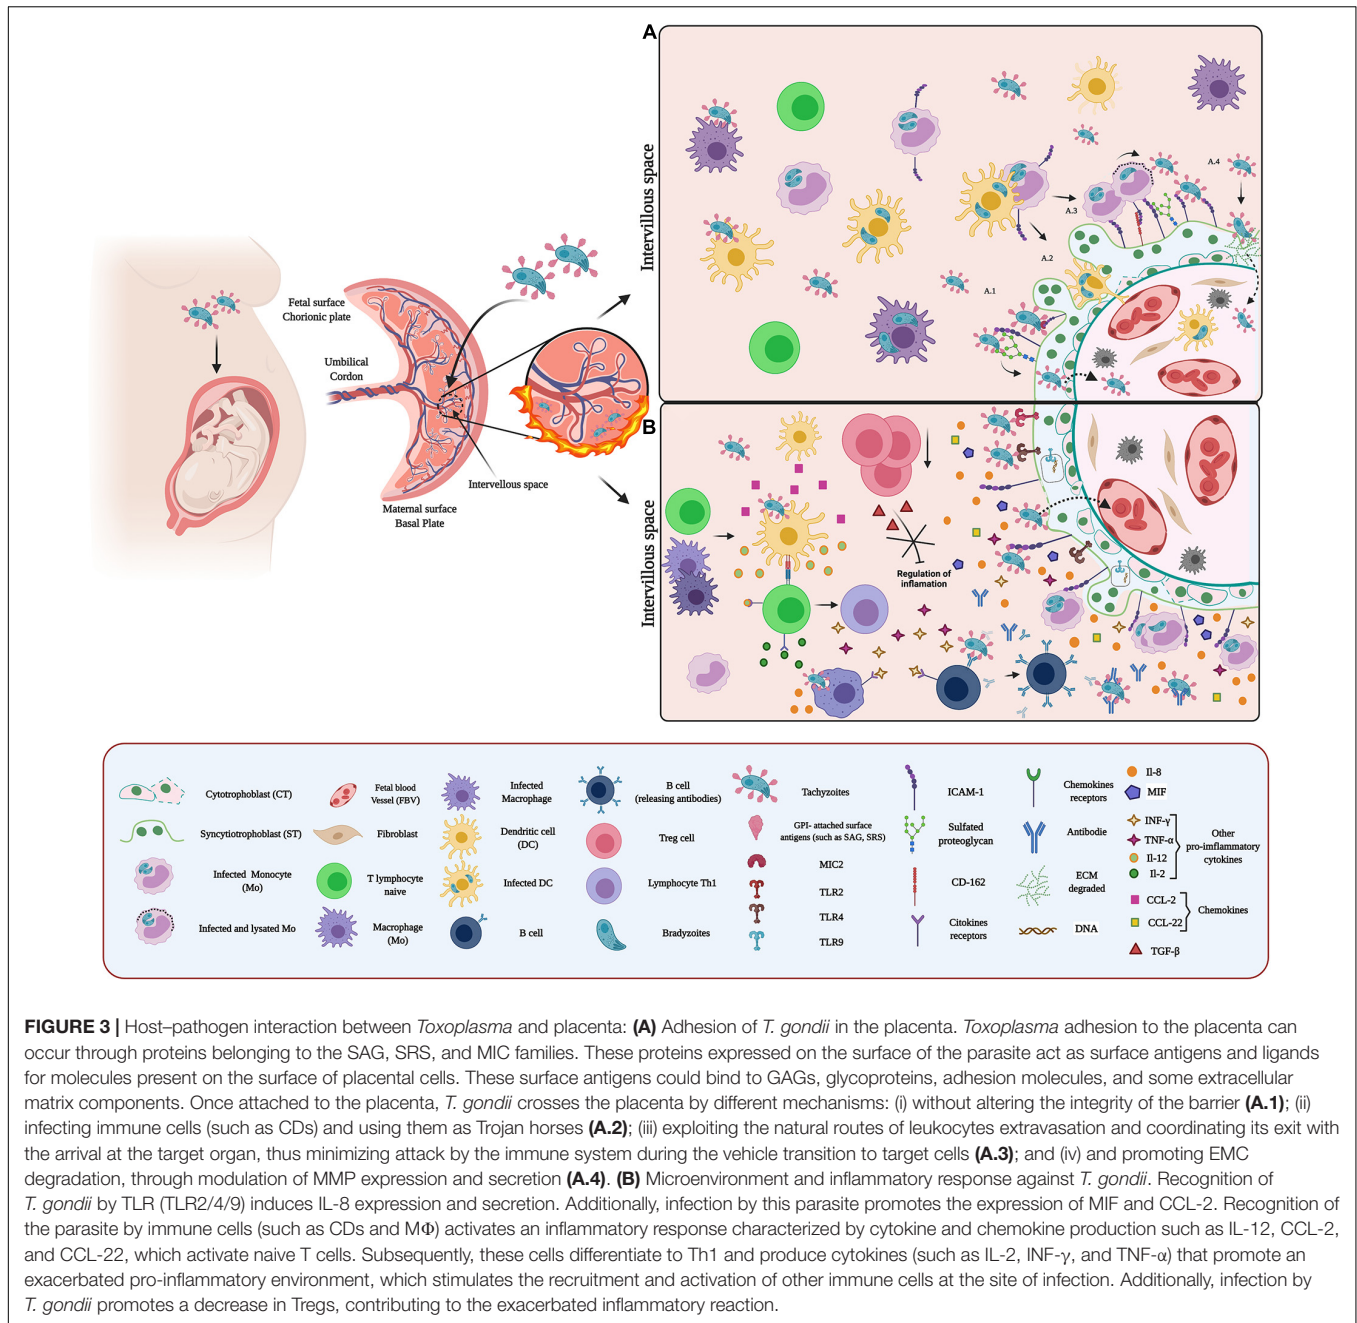 A
Intervillous space
A.4
A.3
A.2
A.1
Fetal surface
Chorionic plate
Umbilical
Cordon
Intervellous space
Maternal surface
Basal Plate
B
Intervillous space
Regulation of
inflamation
Cytotrophoblast (CT)
Syncytiotrophoblast (ST)
Infected Monocyte
(Mo)
Infected and lysated Mo
Fetal blood
Vessel (FBV)
Fibroblast
T lymphocyte
naive
Macrophage
(Mo)
Infected
Macrophage
Dendritic cell
(DC)
Infected DC
B cell
B cell
(releasing antibodies)
Treg cell
Lymphocyte Th1
Bradyzoites
Tachyzoites
GPI- attached surface
antigens (such as SAG, SRS)
MIC2
TLR2
TLR4
TLR9
ICAM-1
Sulfated
proteoglycan
CD-162
Citokines
receptors
Chemokines
receptors
Antibodie
ECM
degraded
DNA
Il-8
MIF
INF-γ
TNF-α
Il-12
Il-2
Other
pro-inflammatory
cytokines
CCL-2
CCL-22
Chemokines
TGF-β
FIGURE 3 | Host–pathogen interaction between Toxoplasma and placenta: (A) Adhesion of T. gondii in the placenta. Toxoplasma adhesion to the placenta can
occur through proteins belonging to the SAG, SRS, and MIC families. These proteins expressed on the surface of the parasite act as surface antigens and ligands
for molecules present on the surface of placental cells. These surface antigens could bind to GAGs, glycoproteins, adhesion molecules, and some extracellular
matrix components. Once attached to the placenta, T. gondii crosses the placenta by different mechanisms: (i) without altering the integrity of the barrier (A.1); (ii)
infecting immune cells (such as CDs) and using them as Trojan horses (A.2); (iii) exploiting the natural routes of leukocytes extravasation and coordinating its exit with
the arrival at the target organ, thus minimizing attack by the immune system during the vehicle transition to target cells (A.3); and (iv) and promoting EMC
degradation, through modulation of MMP expression and secretion (A.4). (B) Microenvironment and inflammatory response against T. gondii. Recognition of
T. gondii by TLR (TLR2/4/9) induces IL-8 expression and secretion. Additionally, infection by this parasite promotes the expression of MIF and CCL-2. Recognition of
the parasite by immune cells (such as CDs and MΦ) activates an inflammatory response characterized by cytokine and chemokine production such as IL-12, CCL-2,
and CCL-22, which activate naive T cells. Subsequently, these cells differentiate to Th1 and produce cytokines (such as IL-2, INF-γ, and TNF-α) that promote an
exacerbated pro-inflammatory environment, which stimulates the recruitment and activation of other immune cells at the site of infection. Additionally, infection by
T. gondii promotes a decrease in Tregs, contributing to the exacerbated inflammatory reaction.